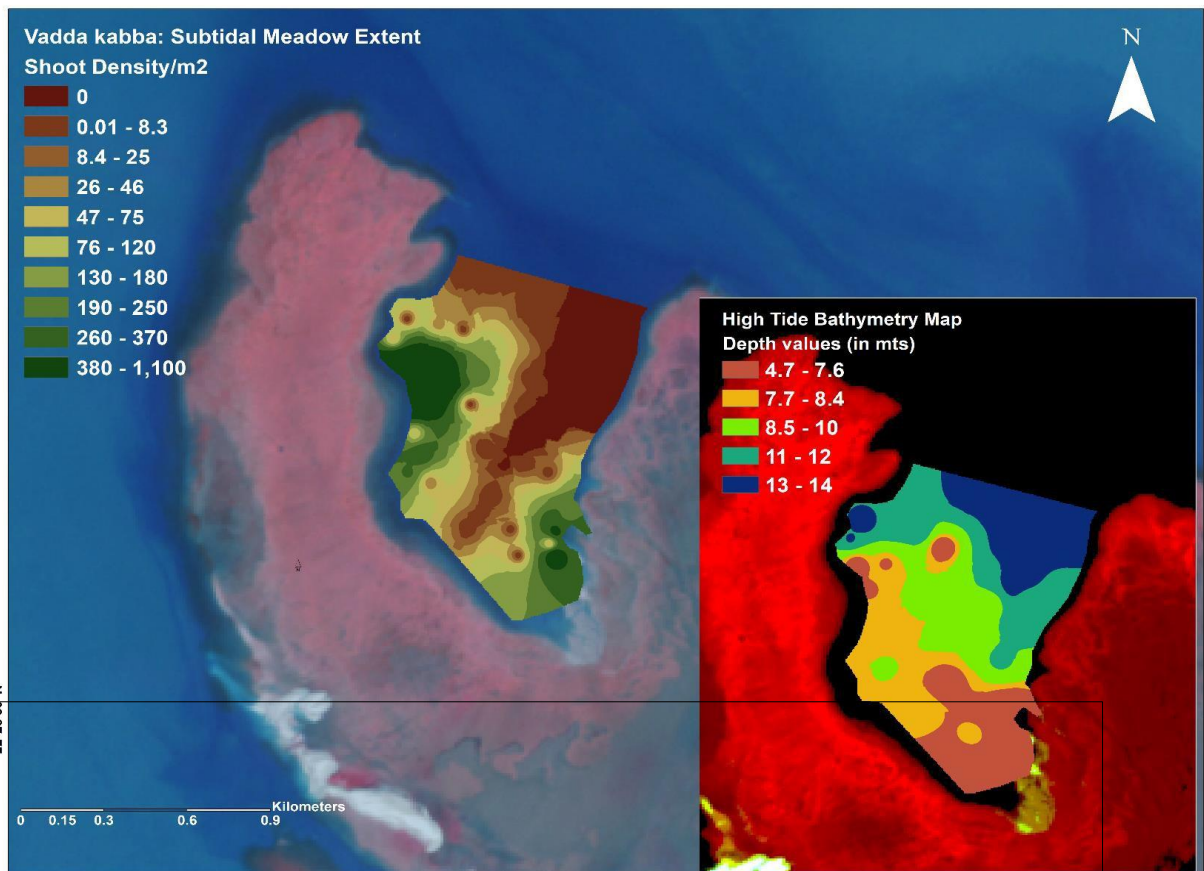 Vadda kabba: Subtidal Meadow Extent
Shoot Density/m2
0
0.01 - 8.3
8.4 - 25
26 - 46
47 - 75
76 - 120
130 - 180
190 - 250
260 - 370
380 - 1,100
N
High Tide Bathymetry Map
Depth values (in mts)
4.7 - 7.6
7.7 - 8.4
8.5 - 10
11 - 12
13 - 14
Kilometers
0 0.15 0.3 0.6 0.9